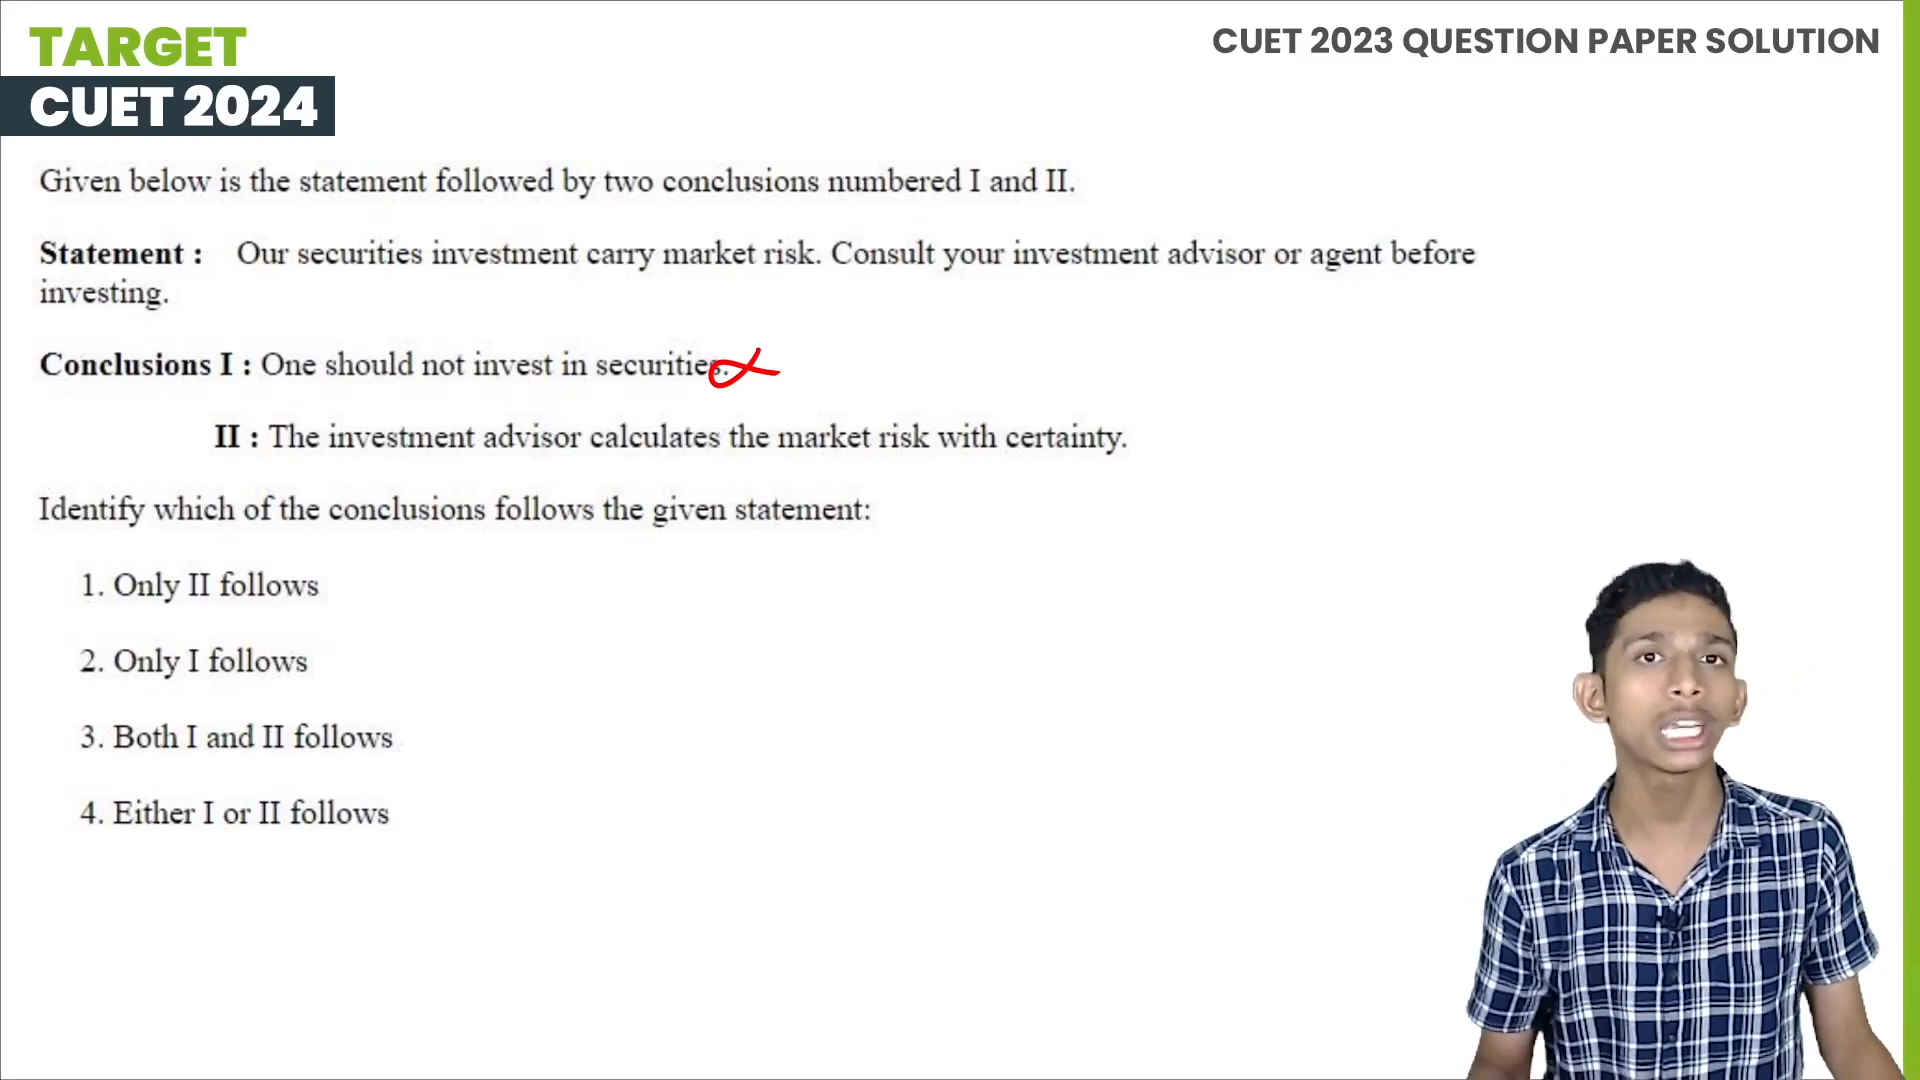 TARGET
CUET 2024
CUET 2023 QUESTION PAPER SOLUTION
Given below is the statement followed by two conclusions numbered I and II.
Statement : Our securities investment carry market risk. Consult your investment advisor or agent before
investing.
Conclusions I : One should not invest in securities.
II : The investment advisor calculates the market risk with certainty.
Identify which of the conclusions follows the given statement:
1. Only II follows
2. Only I follows
3. Both I and II follows
4. Either I or II follows